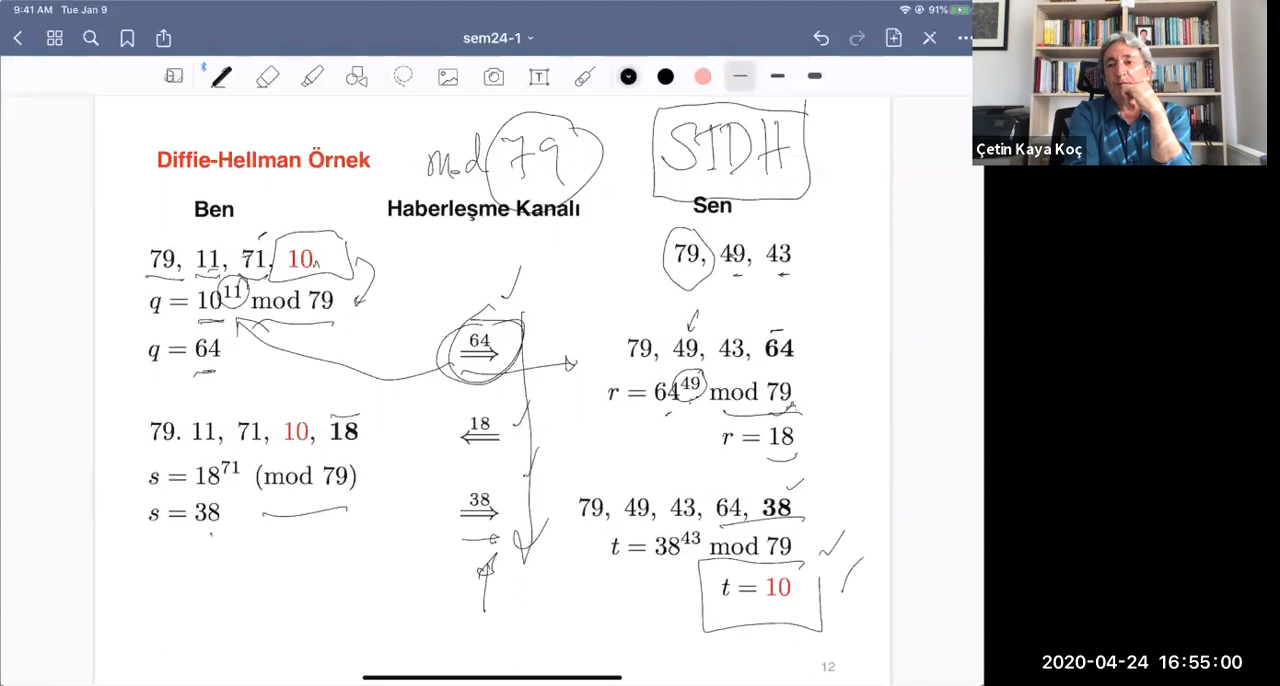 9:41 AM Tue Jan 9
91%
sem24-1
Çetin Kaya Koç
mod 79
SIDH
Diffie-Hellman Örnek
Ben Haberleşme Kanalı Sen
79, 11, 71, 10
79, 49, 43
q = 10^11 mod 79
q = 64
64
⇒
79, 49, 43, 64
r = 64^49 mod 79
r = 18
18
⇐
79. 11, 71, 10, 18
s = 18^71 (mod 79)
s = 38
38
⇒
79, 49, 43, 64, 38
t = 38^43 mod 79
t = 10
12
2020-04-24 16:55:00